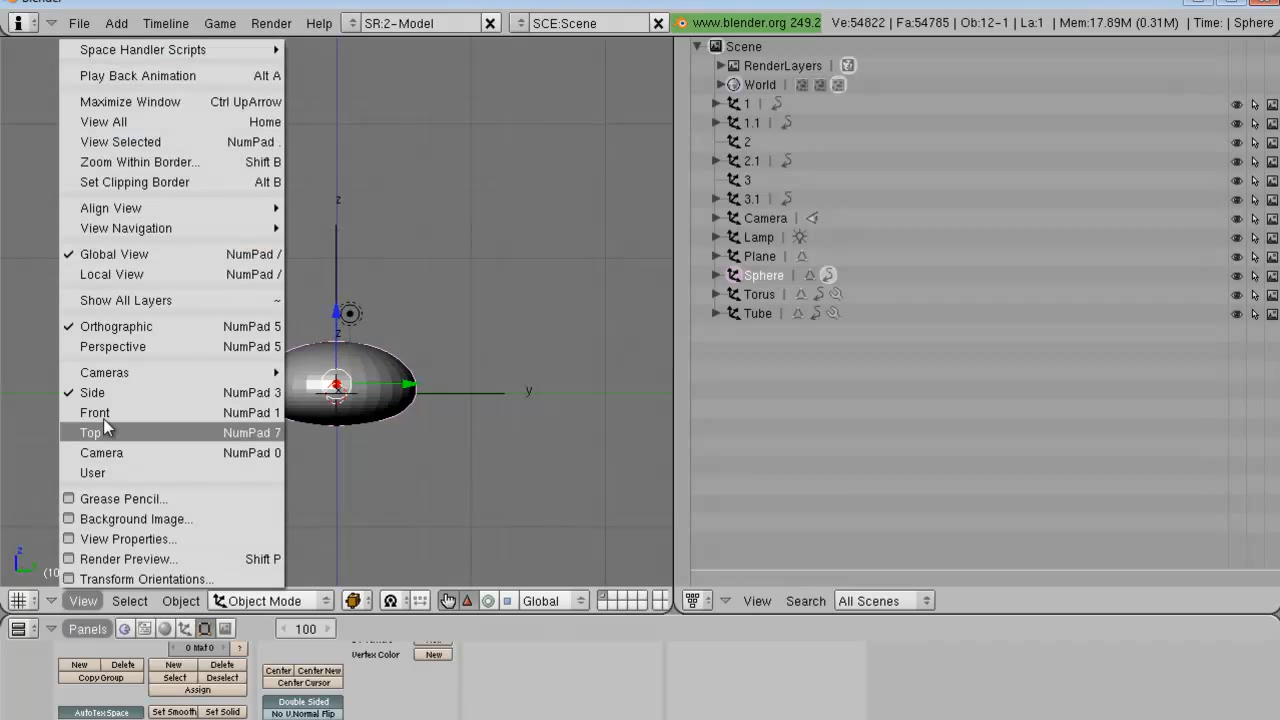 Blender
File Add Timeline Game Render Help SR:2-Model SCE:Scene www.blender.org 249.2 Ve:54822 | Fa:54785 | Ob:12-1 | La:1 | Mem:17.89M (0.31M) | Time: | Sphere
Space Handler Scripts
Play Back Animation Alt A
Maximize Window Ctrl UpArrow
View All Home
View Selected NumPad .
Zoom Within Border... Shift B
Set Clipping Border Alt B
Align View
View Navigation
Global View NumPad /
Local View NumPad /
Show All Layers ~
Orthographic NumPad 5
Perspective NumPad 5
Cameras
Side NumPad 3
Front NumPad 1
Top NumPad 7
Camera NumPad 0
User
Grease Pencil...
Background Image...
View Properties...
Render Preview... Shift P
Transform Orientations...
z
z
y
z
(10
Scene
RenderLayers |
World |
1 |
1.1 |
2
2.1 |
3
3.1 |
Camera |
Lamp |
Plane |
Sphere |
Torus |
Tube |
View Select Object Object Mode Global
View Search All Scenes
Panels 100
0 Mat 0 ?
New Delete New Delete
Copy Group Select Deselect
Assign
AutoTexSpace Set Smooth Set Solid
Vertex Color New
Center Center New
Center Cursor
Double Sided
No V.Normal Flip